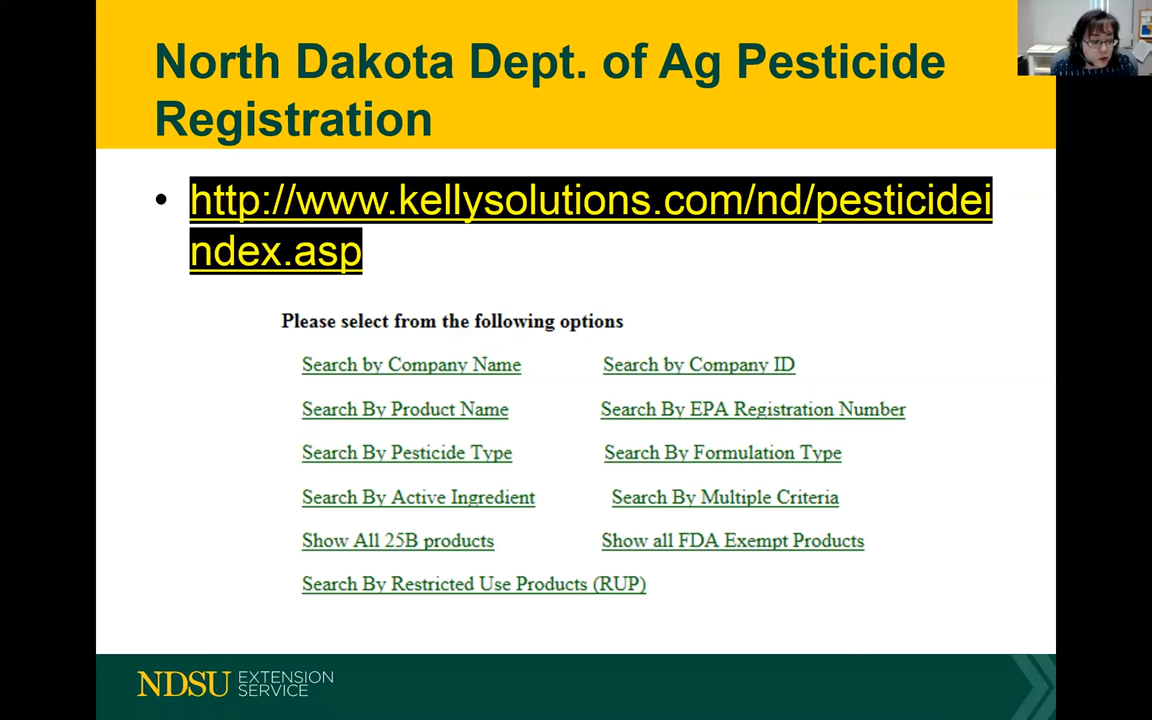 North Dakota Dept. of Ag Pesticide
Registration
• http://www.kellysolutions.com/nd/pesticidei
ndex.asp
Please select from the following options
Search by Company Name Search by Company ID
Search By Product Name Search By EPA Registration Number
Search By Pesticide Type Search By Formulation Type
Search By Active Ingredient Search By Multiple Criteria
Show All 25B products Show all FDA Exempt Products
Search By Restricted Use Products (RUP)
NDSU EXTENSION
SERVICE